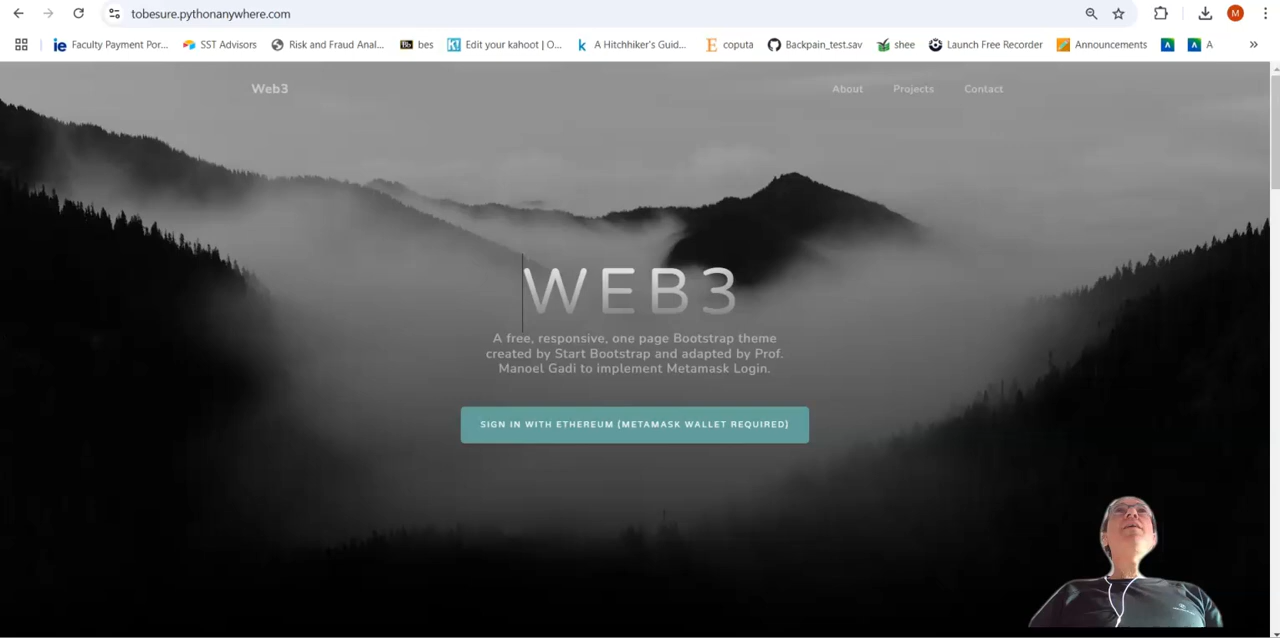 tobesure.pythonanywhere.com
M
ie Faculty Payment Por... SST Advisors Risk and Fraud Anal... bes Edit your kahoot | O... A Hitchhiker's Guid... coputa Backpain_test.sav shee Launch Free Recorder Announcements A
Web3 About Projects Contact
WEB3
A free, responsive, one page Bootstrap theme
created by Start Bootstrap and adapted by Prof.
Manoel Gadi to implement Metamask Login.
SIGN IN WITH ETHEREUM (METAMASK WALLET REQUIRED)